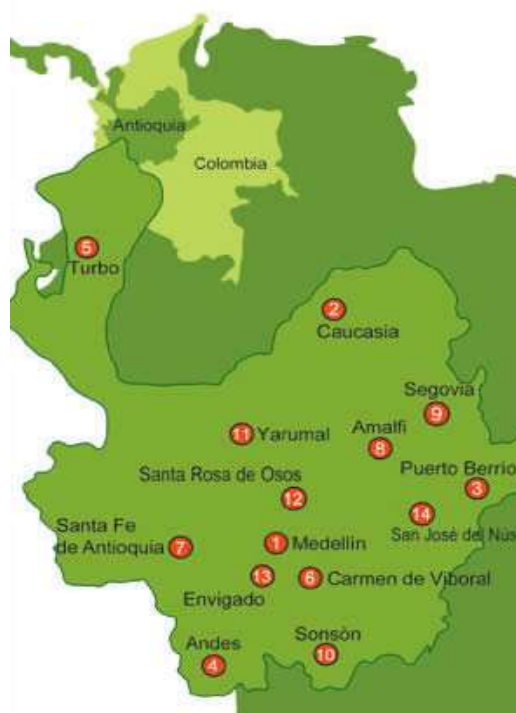 Antioquia
Colombia
5
Turbo
2
Caucasia
Segovia
9
11 Yarumal
Amalfi
8
Puerto Berrio
3
Santa Rosa de Osos
12
14
San José del Nús
Santa Fe
de Antioquia 7
1 Medellín
13
Envigado
6 Carmen de Viboral
Andes
4
Sonsòn
10